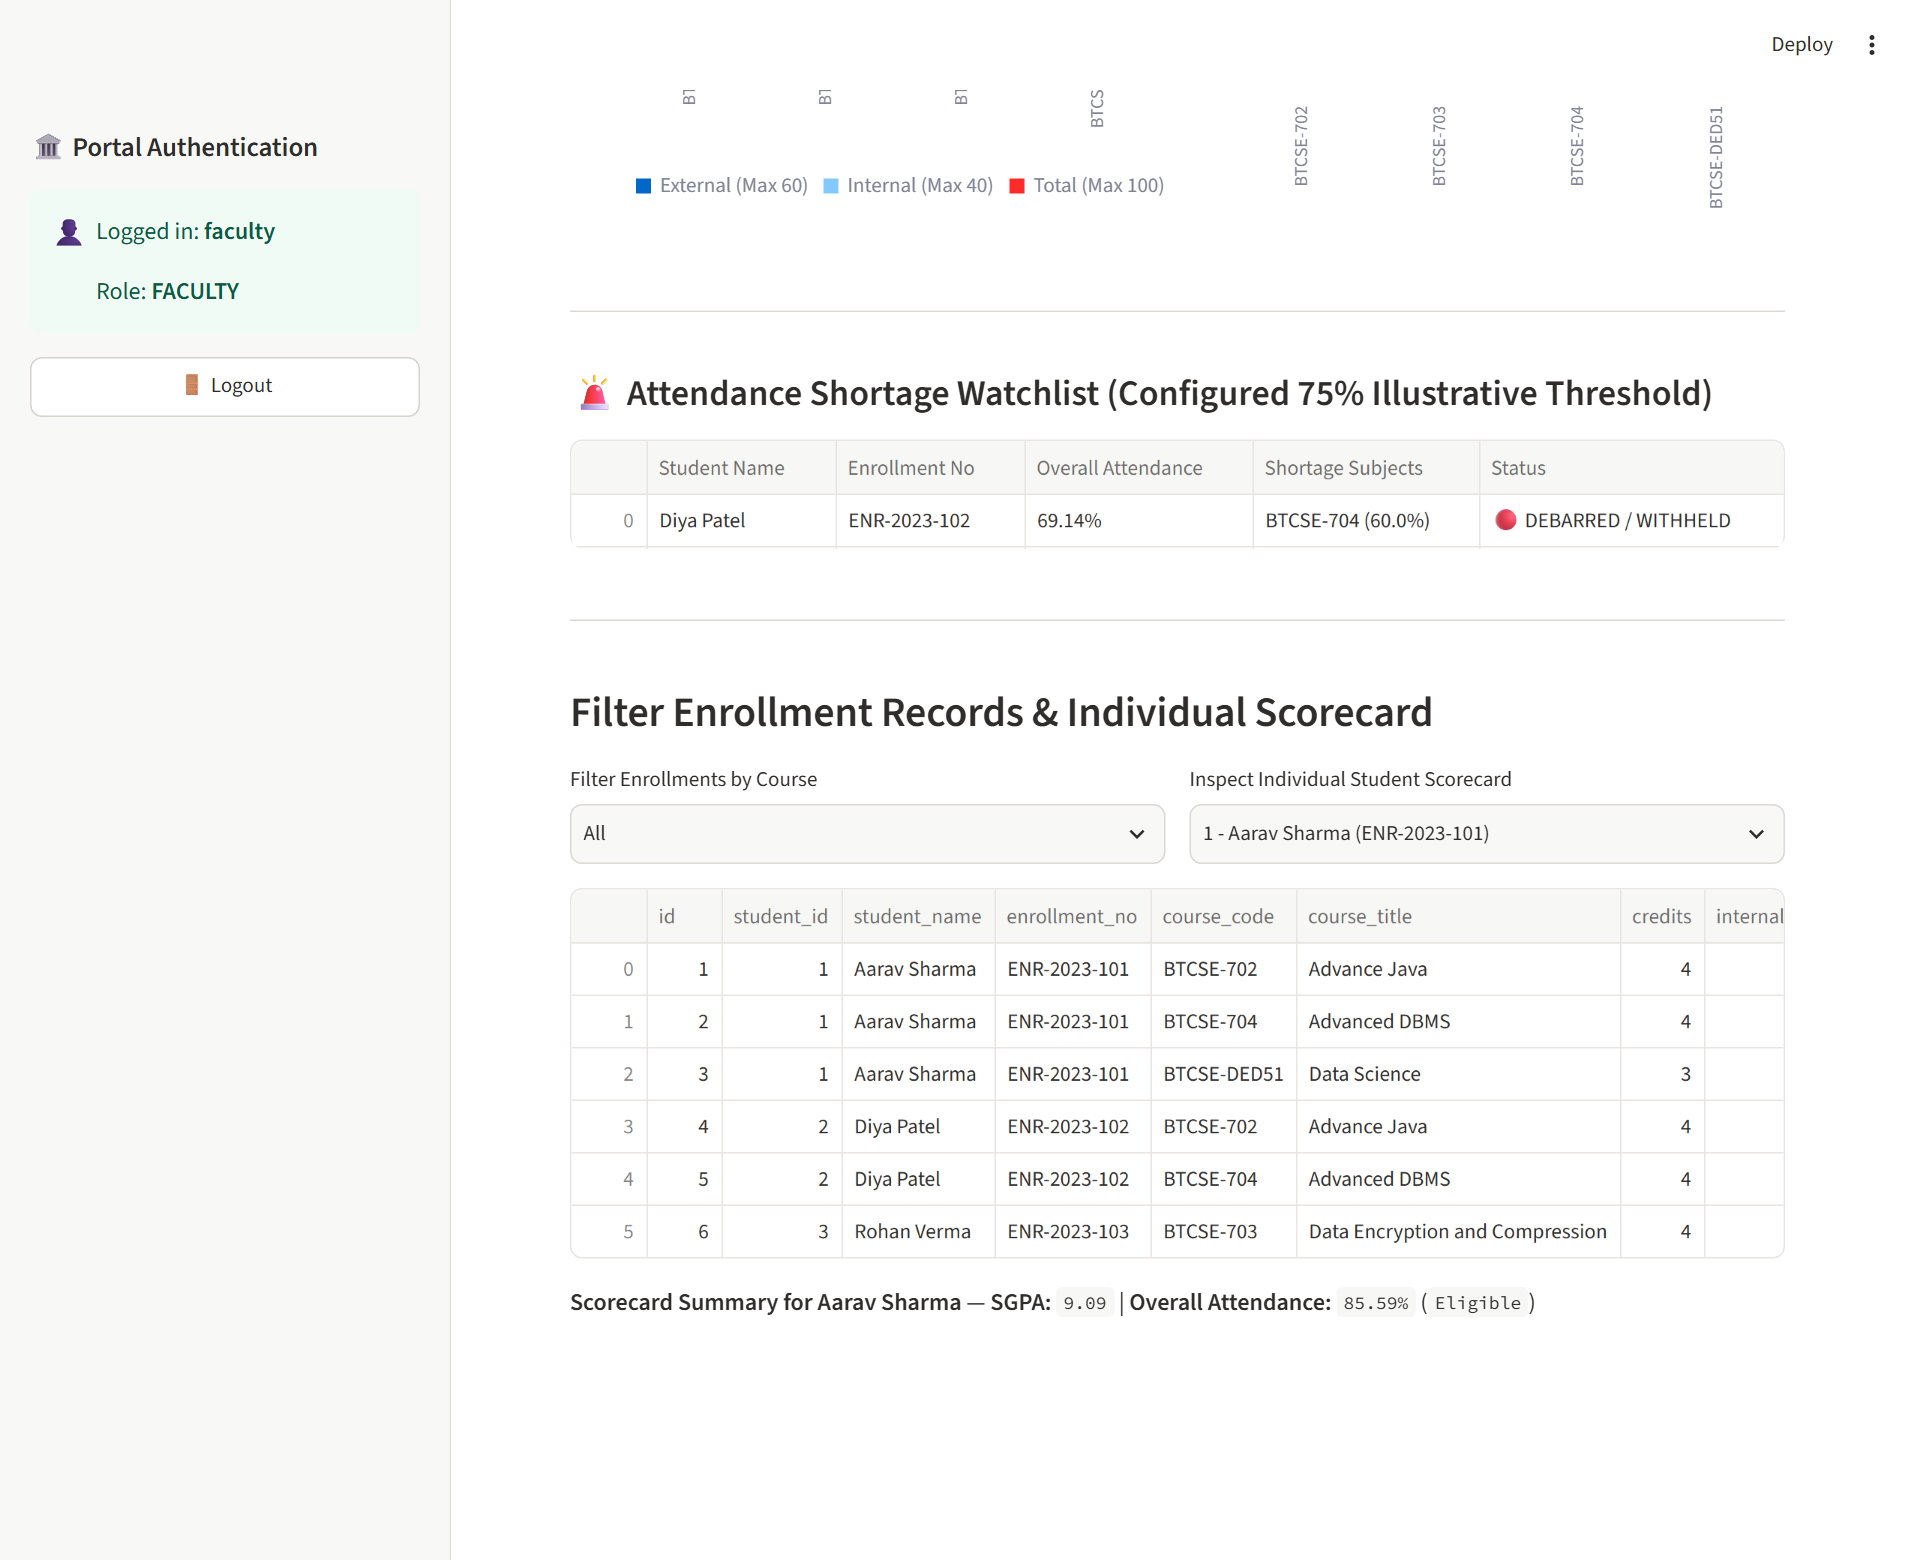 Deploy
Portal Authentication
Logged in: faculty
Role: FACULTY
Logout
BTCSE-702
BTCSE-703
BTCSE-704
BTCSE-DED51
External (Max 60) Internal (Max 40) Total (Max 100)
Attendance Shortage Watchlist (Configured 75% Illustrative Threshold)
Student Name Enrollment No Overall Attendance Shortage Subjects Status
0 Diya Patel ENR-2023-102 69.14% BTCSE-704 (60.0%) DEBARRED / WITHHELD
Filter Enrollment Records & Individual Scorecard
Filter Enrollments by Course Inspect Individual Student Scorecard
All 1 - Aarav Sharma (ENR-2023-101)
id student_id student_name enrollment_no course_code course_title credits internal
0 1 1 Aarav Sharma ENR-2023-101 BTCSE-702 Advance Java 4
1 2 1 Aarav Sharma ENR-2023-101 BTCSE-704 Advanced DBMS 4
2 3 1 Aarav Sharma ENR-2023-101 BTCSE-DED51 Data Science 3
3 4 2 Diya Patel ENR-2023-102 BTCSE-702 Advance Java 4
4 5 2 Diya Patel ENR-2023-102 BTCSE-704 Advanced DBMS 4
5 6 3 Rohan Verma ENR-2023-103 BTCSE-703 Data Encryption and Compression 4
Scorecard Summary for Aarav Sharma — SGPA: 9.09 | Overall Attendance: 85.59% ( Eligible )